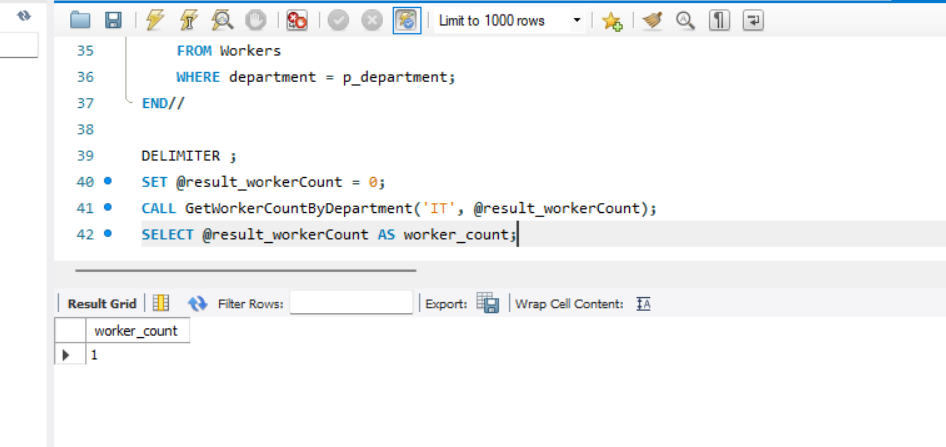 Limit to 1000 rows
35 FROM Workers
36 WHERE department = p_department;
37 END//
38
39 DELIMITER ;
40 SET @result_workerCount = 0;
41 CALL GetWorkerCountByDepartment('IT', @result_workerCount);
42 SELECT @result_workerCount AS worker_count;
Result Grid Filter Rows: Export: Wrap Cell Content:
worker_count
1